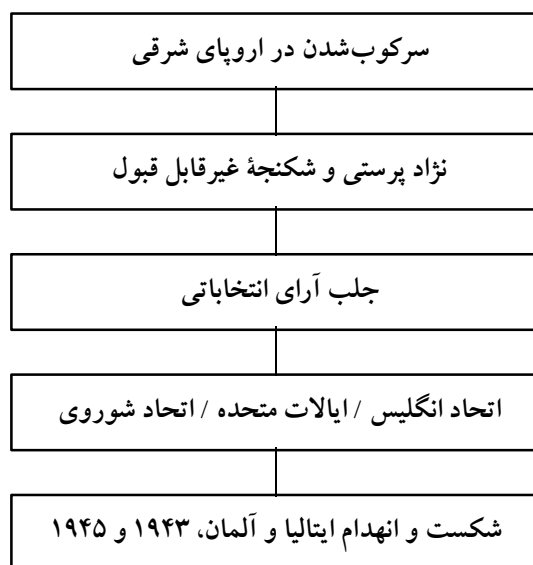 سرکوب‌شدن در اروپای شرقی
نژاد پرستی و شکنجهٔ غیرقابل قبول
جلب آرای انتخاباتی
اتحاد انگلیس / ایالات متحده / اتحاد شوروی
شکست و انهدام ایتالیا و آلمان، ۱۹۴۳ و ۱۹۴۵